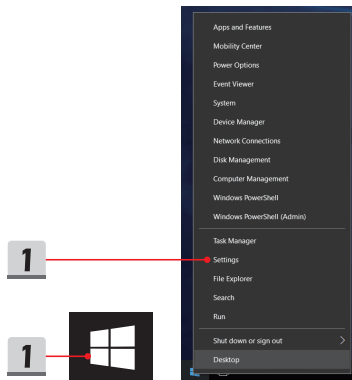 Apps and Features
Mobility Center
Power Options
Event Viewer
System
Device Manager
Network Connections
Disk Management
Computer Management
Windows PowerShell
Windows PowerShell (Admin)
Task Manager
1
Settings
File Explorer
Search
Run
Shut down or sign out
1
Desktop